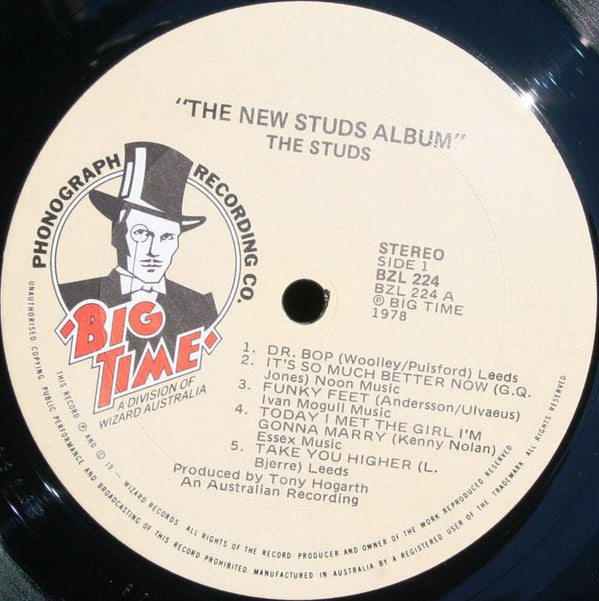 "THE NEW STUDS ALBUM"
THE STUDS
PHONOGRAPH RECORDING CO.
BIG
TIME
A DIVISION OF
WIZARD AUSTRALIA
STEREO
SIDE 1
BZL 224
BZL 224 A
Ⓟ BIG TIME
1978
1. DR. BOP (Woolley/Puisford) Leeds
2. IT'S SO MUCH BETTER NOW (G.Q.
Jones) Noon Music
3. FUNKY FEET (Andersson/Ulvaeus)
Ivan Mogull Music
4. TODAY I MET THE GIRL I'M
GONNA MARRY (Kenny Nolan)
Essex Music
5. TAKE YOU HIGHER (L.
Bjerre) Leeds
Produced by Tony Hogarth
An Australian Recording
THIS RECORD Ⓟ AND © 19 — WIZARD RECORDS. ALL RIGHTS OF THE RECORD PRODUCER AND OWNER OF THE WORK REPRODUCED RESERVED
UNAUTHORISED COPYING, PUBLIC PERFORMANCE AND BROADCASTING OF THIS RECORD PROHIBITED. MANUFACTURED IN AUSTRALIA BY A REGISTERED USER OF THE TRADEMARK. ALL RIGHTS RESERVED.